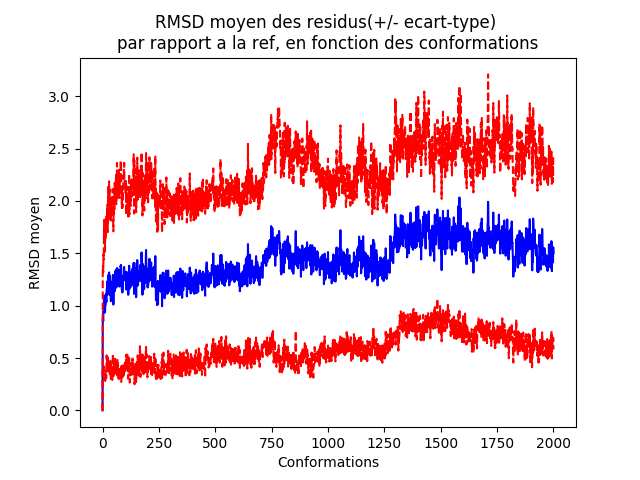 RMSD moyen des residus(+/- ecart-type)
par rapport a la ref, en fonction des conformations
3.0
2.5
2.0
1.5
1.0
0.5
0.0
RMSD moyen
0 250 500 750 1000 1250 1500 1750 2000
Conformations